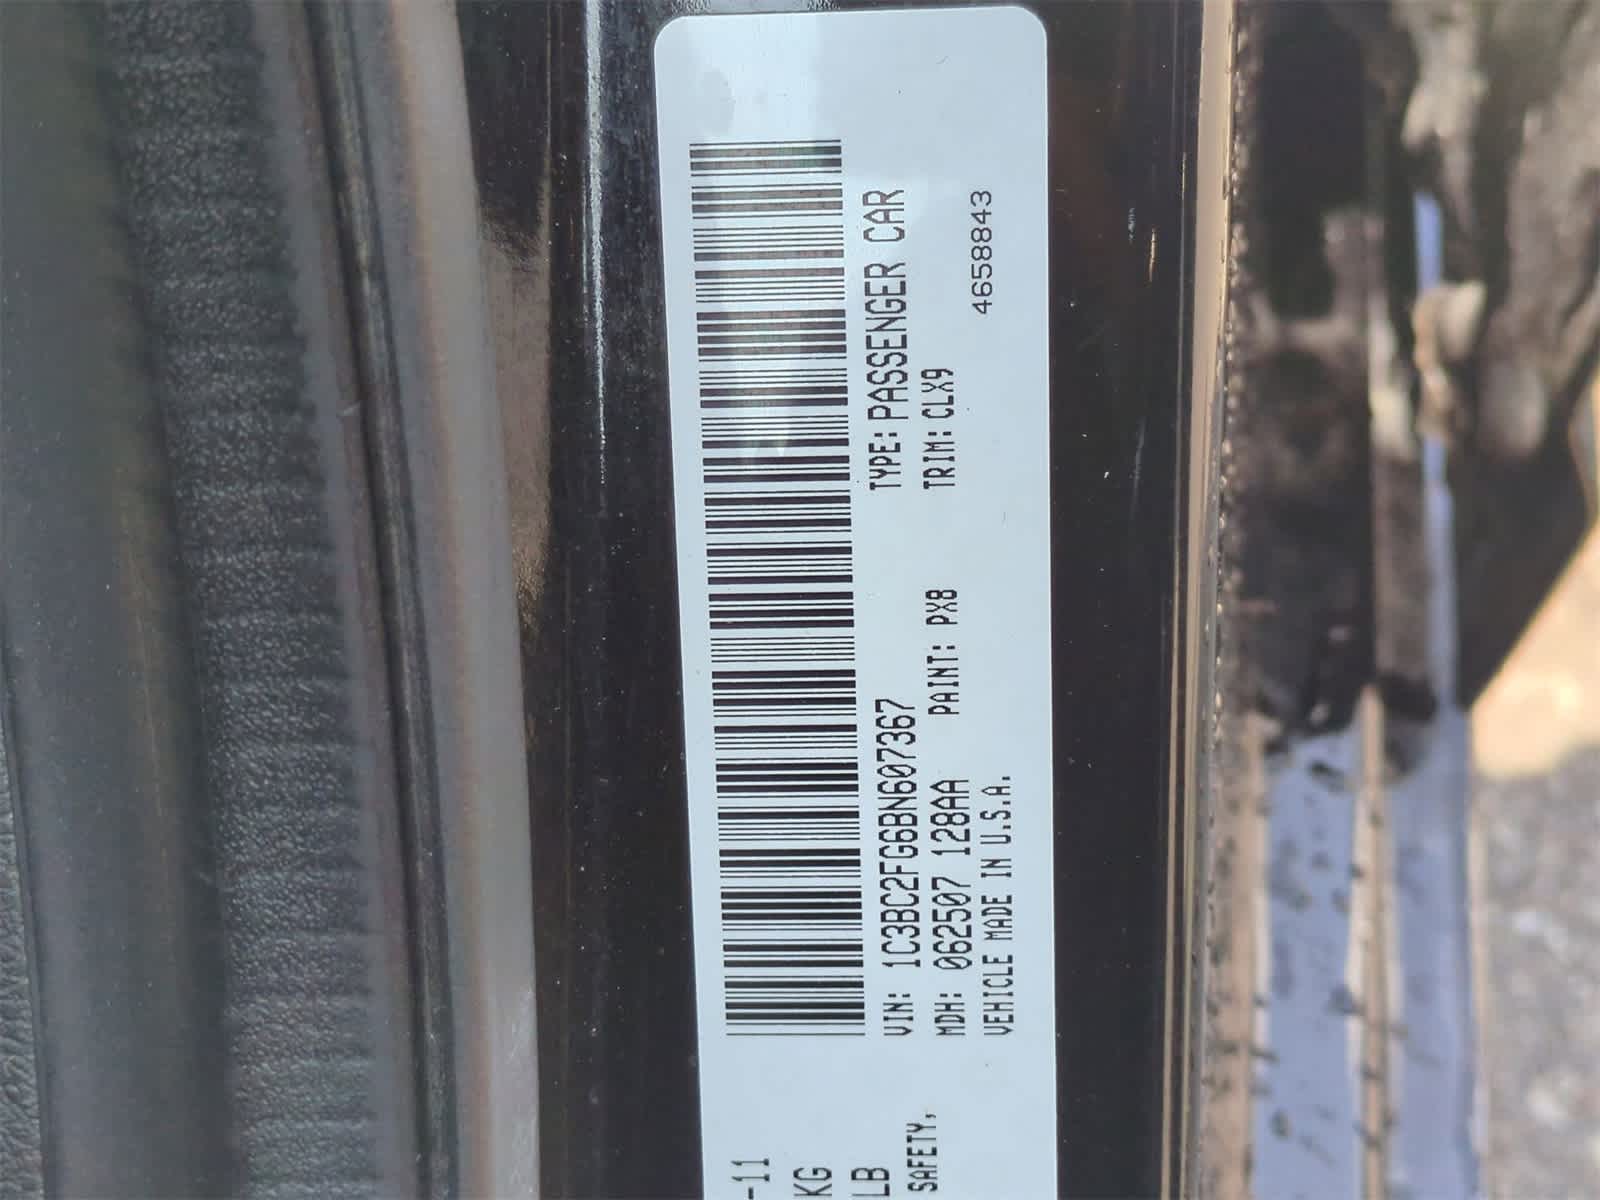 -11
KG
LB
SAFETY,
VIN: 1C3BC2FG6BN607367
TYPE: PASSENGER CAR
MDH: 062507 128AA
PAINT: PX8
TRIM: CLX9
VEHICLE MADE IN U.S.A.
4658843